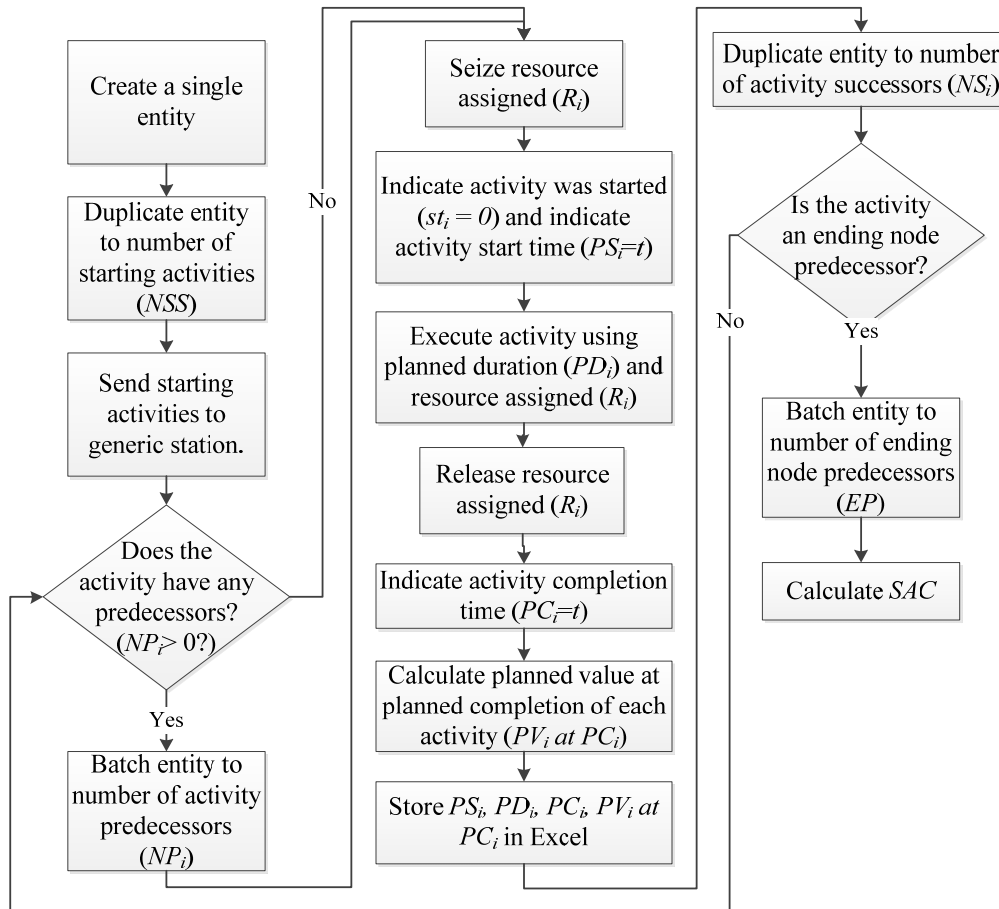 Create a single
entity
Duplicate entity
to number of
starting activities
(NSS)
Send starting
activities to
generic station.
Does the
activity have any
predecessors?
(NPi> 0?)
No
Yes
Batch entity to
number of activity
predecessors
(NPi)
Seize resource
assigned (Ri)
Indicate activity was started
(sti = 0) and indicate
activity start time (PSi=t)
Execute activity using
planned duration (PDi) and
resource assigned (Ri)
Release resource
assigned (Ri)
Indicate activity completion
time (PCi=t)
Calculate planned value at
planned completion of each
activity (PVi at PCi)
Store PSi, PDi, PCi, PVi at
PCi in Excel
Duplicate entity to number
of activity successors (NSi)
Is the activity
an ending node
predecessor?
No
Yes
Batch entity to
number of ending
node predecessors
(EP)
Calculate SAC